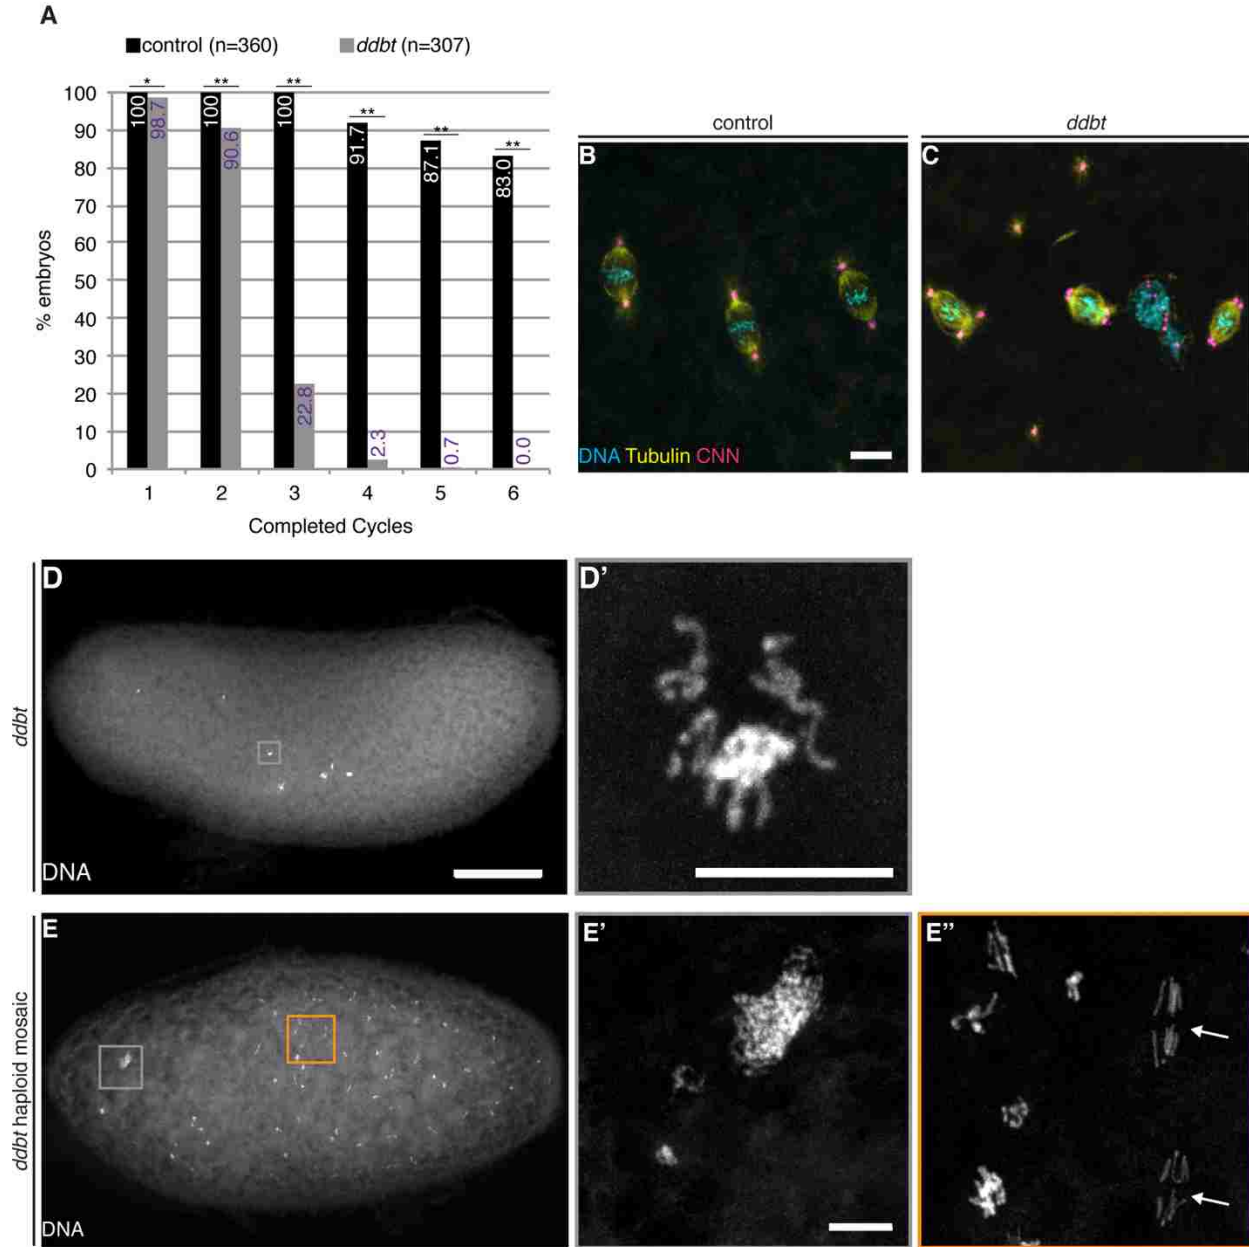 A
control (n=360)
ddbt (n=307)
* ** ** ** ** **
100
90
80
70
60
50
40
30
20
10
0
% embryos
100 98.7 100 90.6 100 22.8 91.7 2.3 87.1 0.7 83.0 0.0
1 2 3 4 5 6
Completed Cycles
control
ddbt
B
DNA Tubulin CNN
C
ddbt
D
DNA
D’
ddbt haploid mosaic
E
DNA
E’
E”